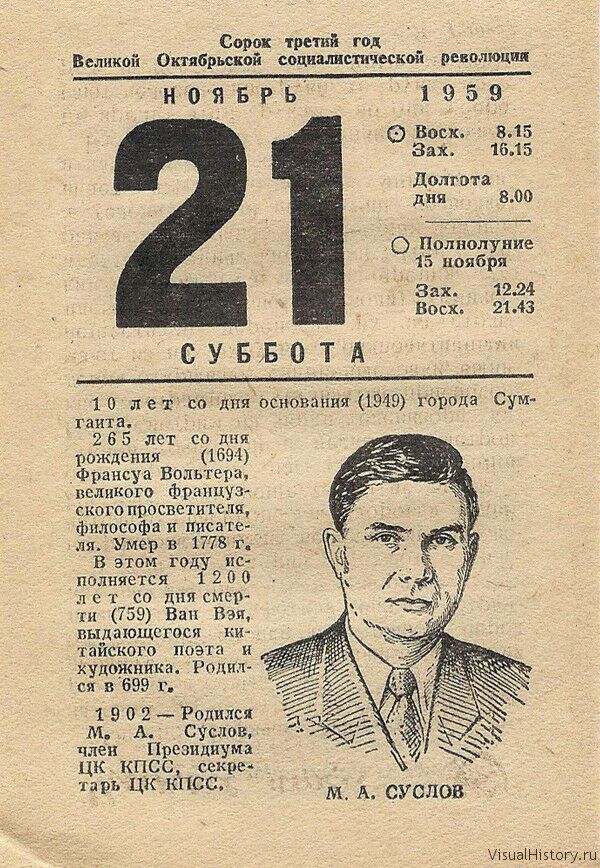 Сорок третий год
Великой Октябрьской социалистической революции
НОЯБРЬ 1959
21
Восх. 8.15
Зах. 16.15
Долгота
дня 8.00
Полнолуние
15 ноября
Зах. 12.24
Восх. 21.43
СУББОТА
10 лет со дня основания (1949) города Сум-
гаита.
265 лет со дня
рождения (1694)
Франсуа Вольтера,
великого француз-
ского просветителя,
философа и писате-
ля. Умер в 1778 г.
В этом году ис-
полняется 1200
лет со дня смер-
ти (759) Ван Вэя,
выдающегося ки-
тайского поэта и
художника. Родил-
ся в 699 г.
1902 — Родился
М. А. Суслов,
член Президиума
ЦК КПСС, секре-
тарь ЦК КПСС.
М. А. СУСЛОВ
VisualHistory.ru